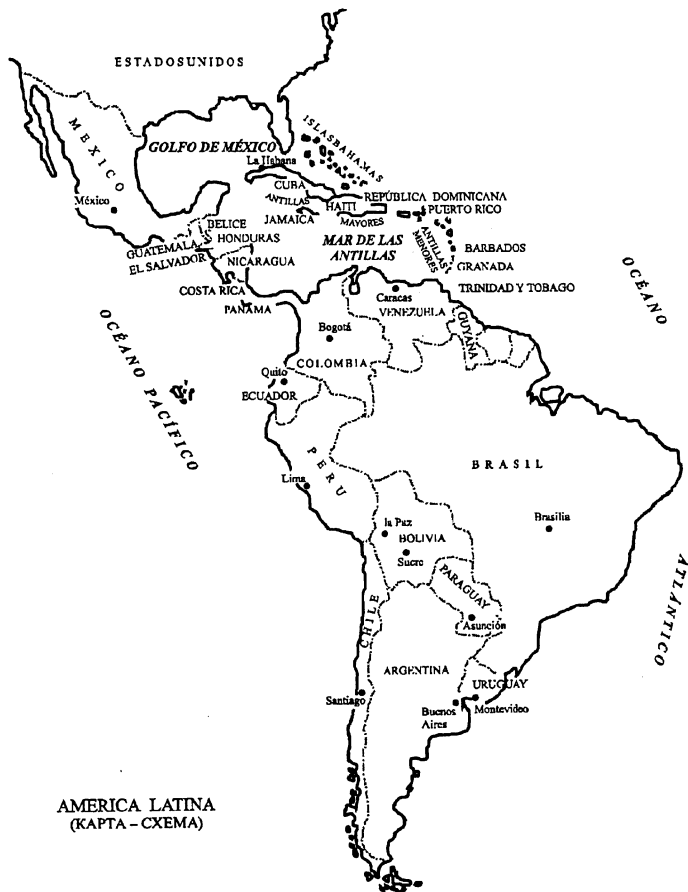 ESTADOSUNIDOS
MEXICO
GOLFO DE MÉXICO
ISLASBAHAMAS
La Habana
CUBA
México
ANTILLAS
HAITI
REPÚBLICA DOMINICANA
PUERTO RICO
JAMAICA
MAYORES
BELICE
HONDURAS
GUATEMALA
EL SALVADOR
NICARAGUA
MAR DE LAS
ANTILLAS
ANTILLAS
MENORES
BARBADOS
GRANADA
TRINIDAD Y TOBAGO
COSTA RICA
PANAMA
Caracas
VENEZUHLA
GUYANA
OCÉANO
OCÉANO PACÍFICO
Bogotá
COLOMBIA
Quito
ECUADOR
PERU
BRASIL
Lima
la Paz
BOLIVIA
Sucre
Brasilia
PARAGUAY
ATLÁNTICO
CHILE
Asunción
ARGENTINA
Santiago
URUGUAY
Buenos
Aires
Montevideo
AMERICA LATINA
(КАРТА – СХЕМА)